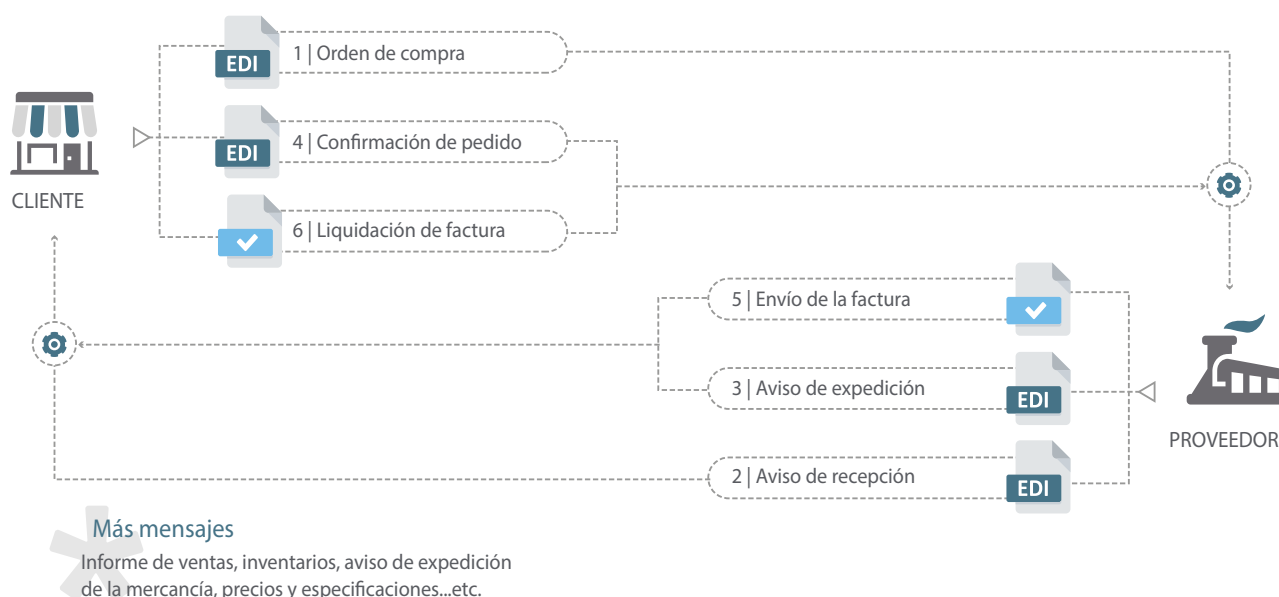 EDI
1 | Orden de compra
EDI
4 | Confirmación de pedido
CLIENTE
6 | Liquidación de factura
5 | Envío de la factura
3 | Aviso de expedición
EDI
PROVEEDOR
2 | Aviso de recepción
EDI
Más mensajes
Informe de ventas, inventarios, aviso de expedición
de la mercancía, precios y especificaciones...etc.